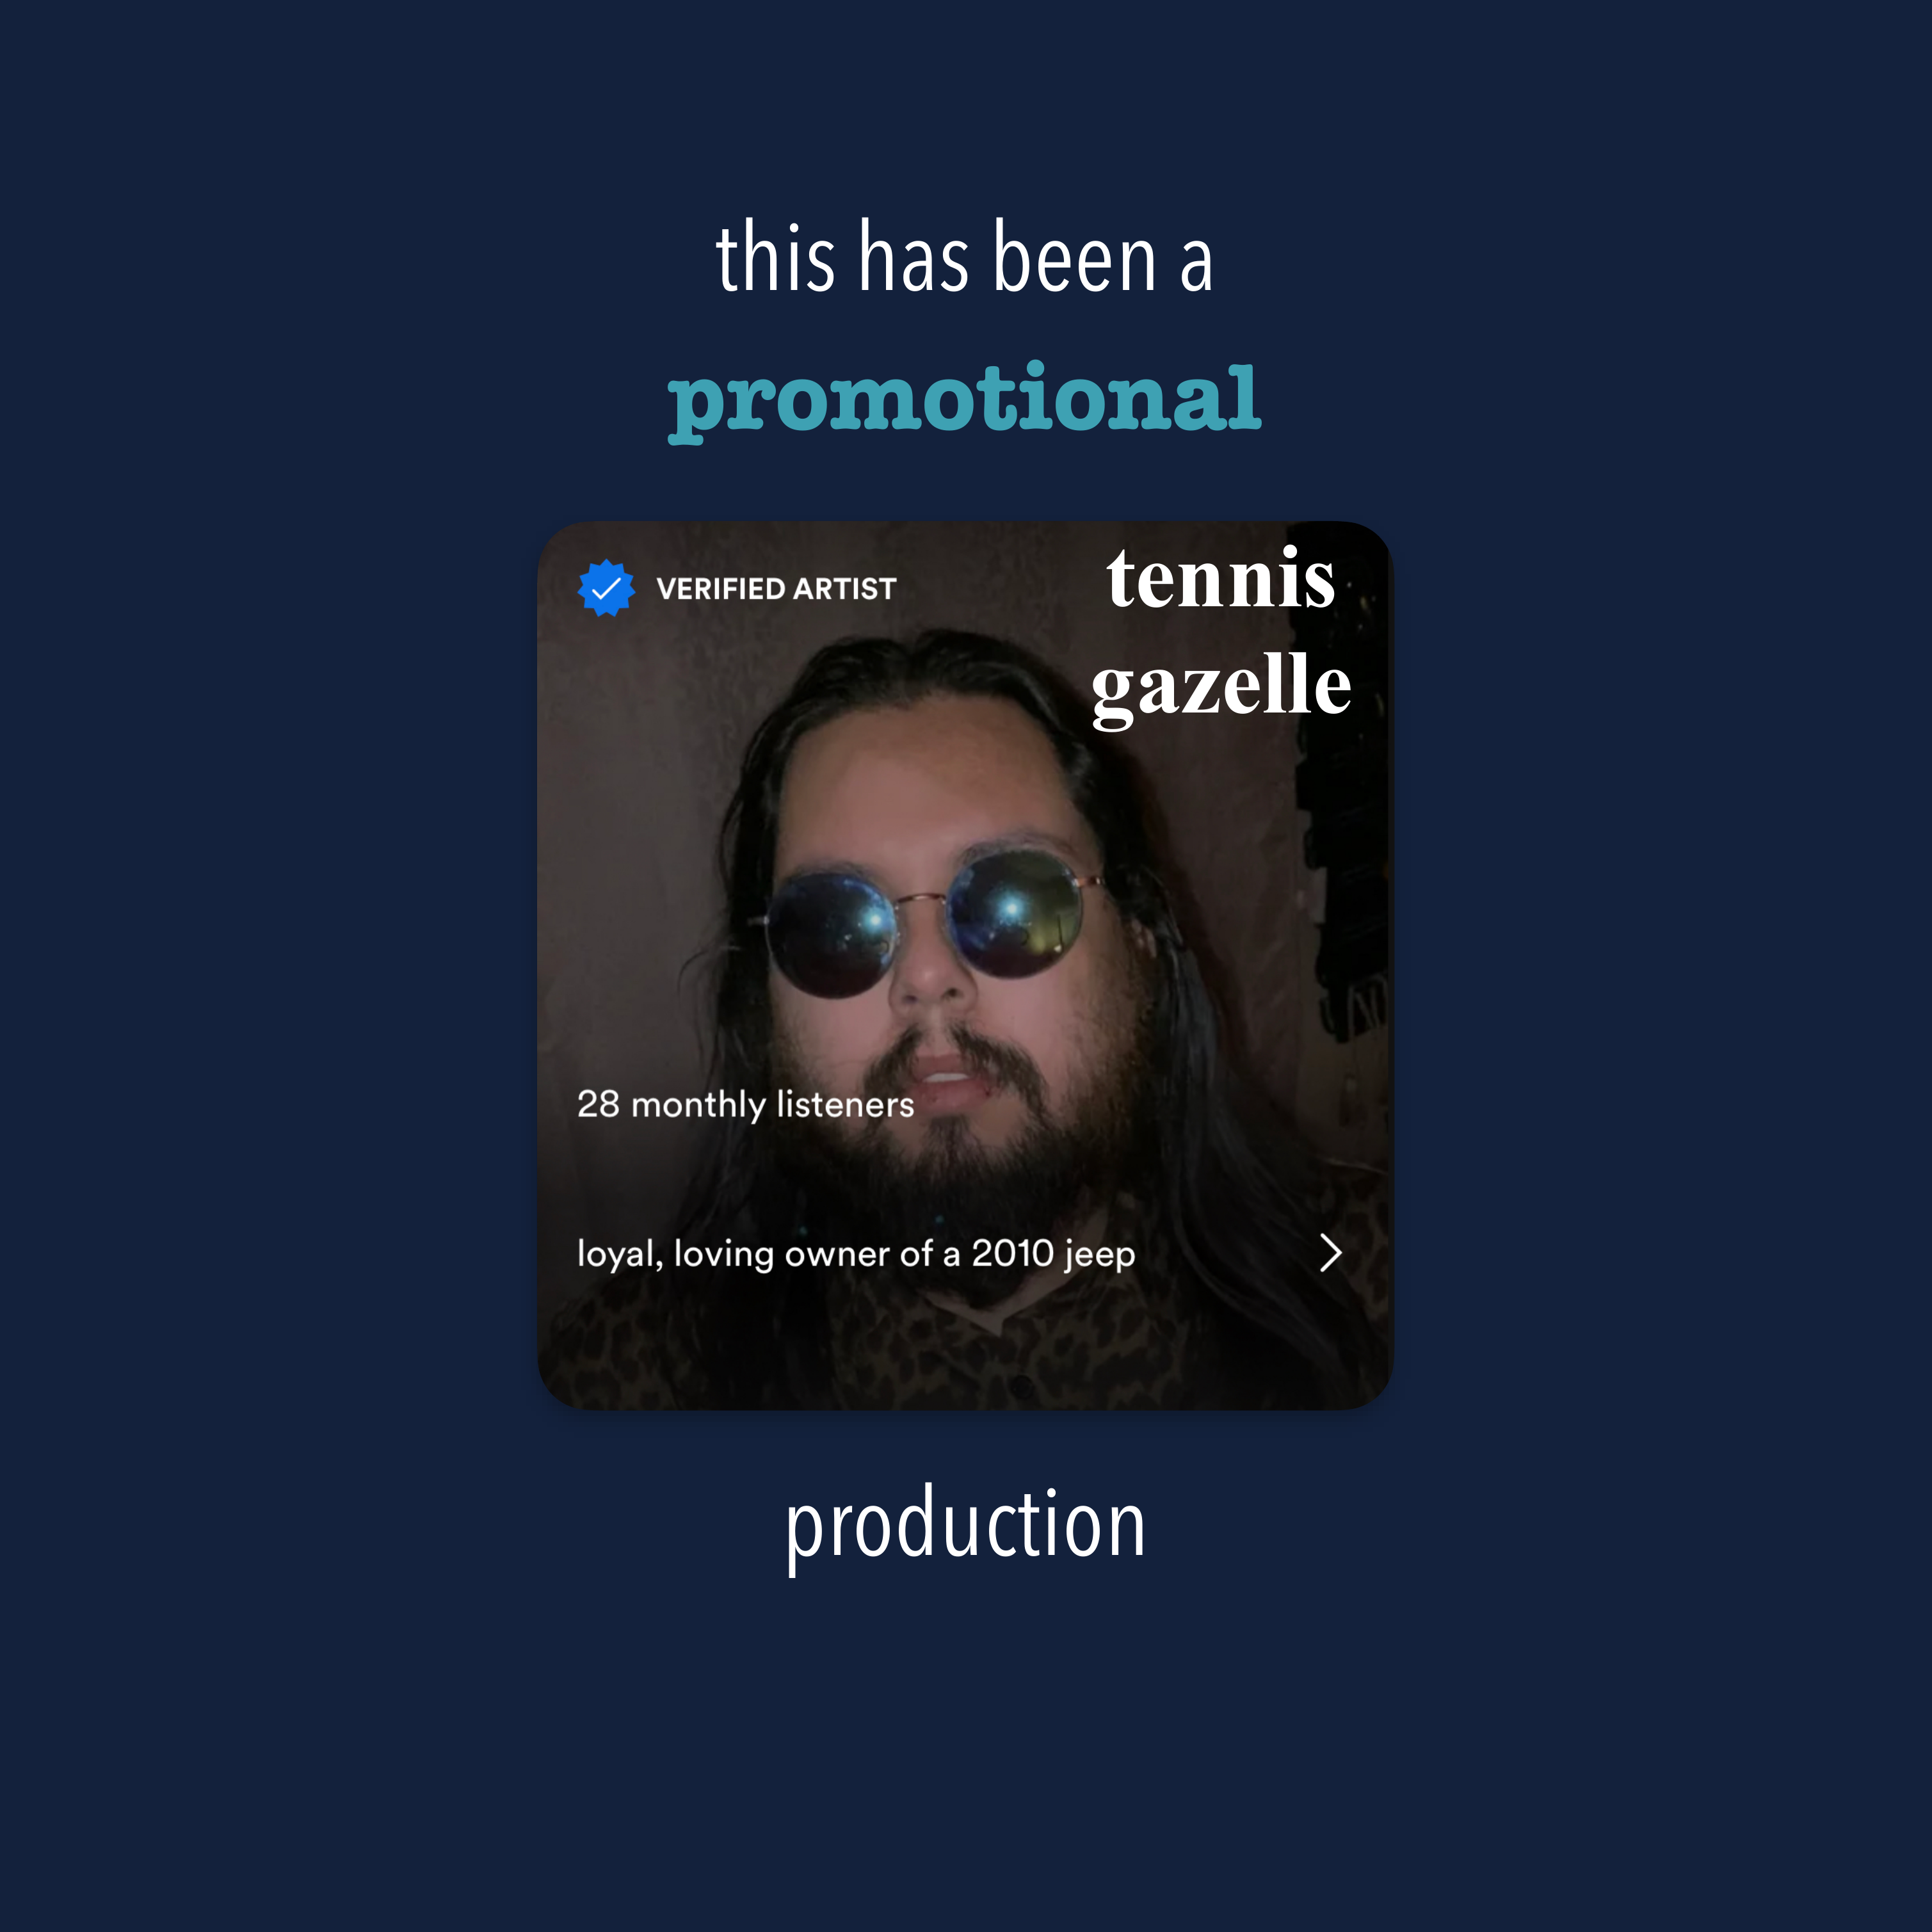 this has been a
promotional
VERIFIED ARTIST
tennis
gazelle
28 monthly listeners
loyal, loving owner of a 2010 jeep
production